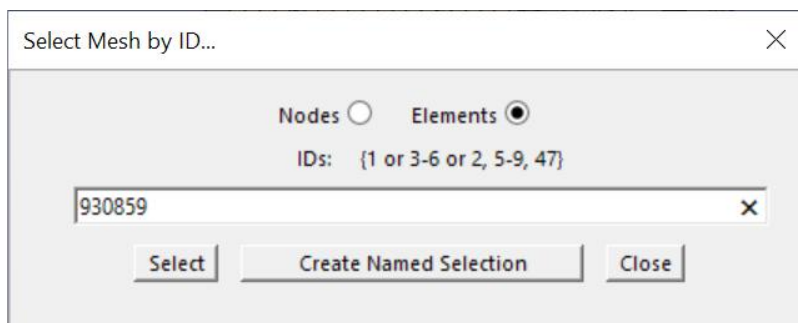 Select Mesh by ID...
Nodes Elements
IDs: {1 or 3-6 or 2, 5-9, 47}
930859
Select Create Named Selection Close